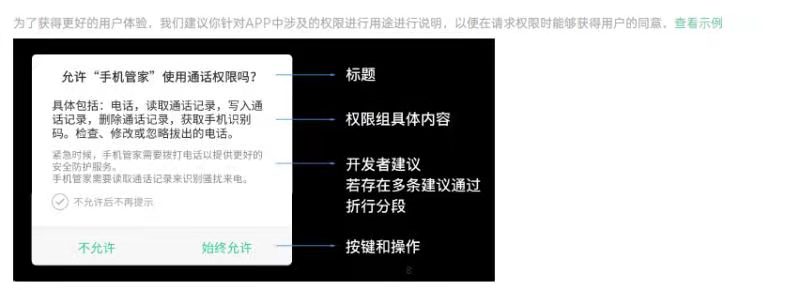 为了获得更好的用户体验，我们建议你针对APP中涉及的权限进行用途进行说明，以便在请求权限时能够获得用户的同意，查看示例
允许“手机管家”使用通话权限吗？
标题
具体包括：电话，读取通话记录，写入通
话记录，删除通话记录，获取手机识别
码。检查、修改或忽略拔出的电话。
权限组具体内容
紧急时候，手机管家需要拨打电话以提供更好的
安全防护服务。
手机管家需要读取通话记录来识别骚扰来电。
开发者建议
若存在多条建议通过
折行分段
不允许后不再提示
不允许
始终允许
按键和操作
8